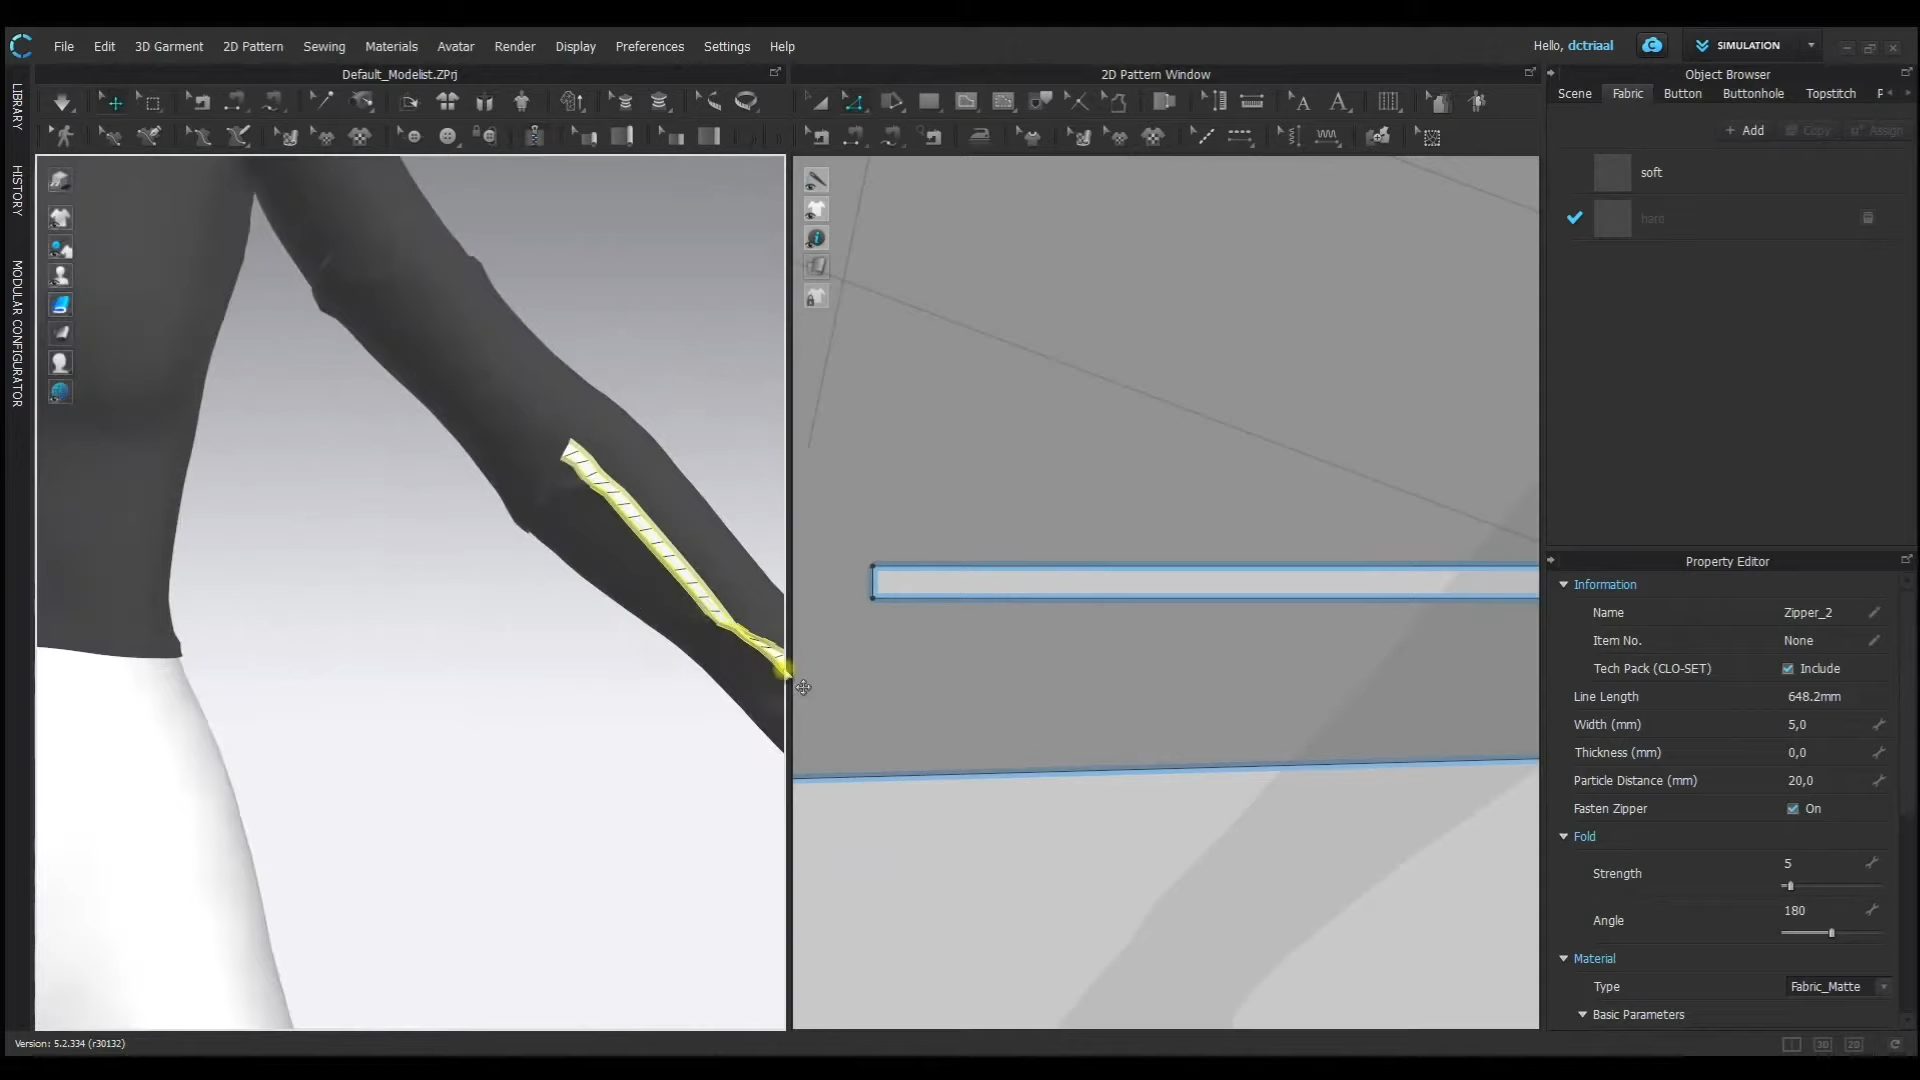 File Edit 3D Garment 2D Pattern Sewing Materials Avatar Render Display Preferences Settings Help
Hello, dctriaal
SIMULATION
LIBRARY
HISTORY
MODULAR CONFIGURATOR
Default_Modelist.ZPrj
2D Pattern Window
Object Browser
Scene Fabric Button Buttonhole Topstitch P
+ Add Copy Assign
soft
hard
Property Editor
Information
Name Zipper_2
Item No. None
Tech Pack (CLO-SET) Include
Line Length 648.2mm
Width (mm) 5,0
Thickness (mm) 0,0
Particle Distance (mm) 20,0
Fasten Zipper On
Fold
Strength 5
Angle 180
Material
Type Fabric_Matte
Basic Parameters
Version: 5.2.334 (r30132)
3D 2D